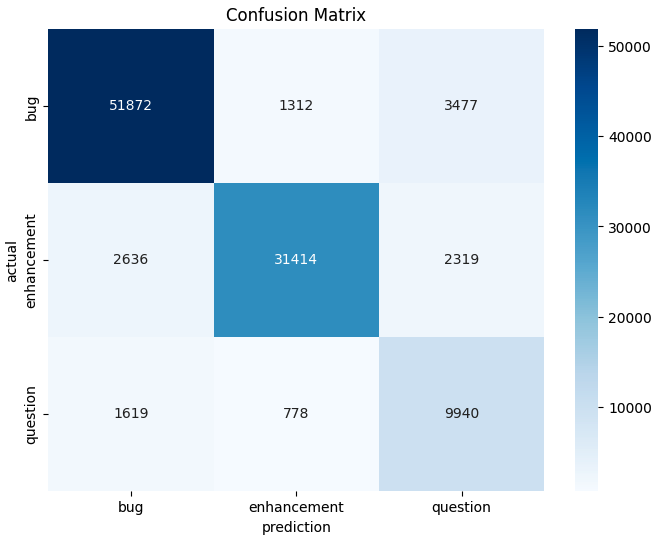 Confusion Matrix
bug
51872
1312
3477
enhancement
2636
31414
2319
question
1619
778
9940
actual
bug
enhancement
question
prediction
50000
40000
30000
20000
10000